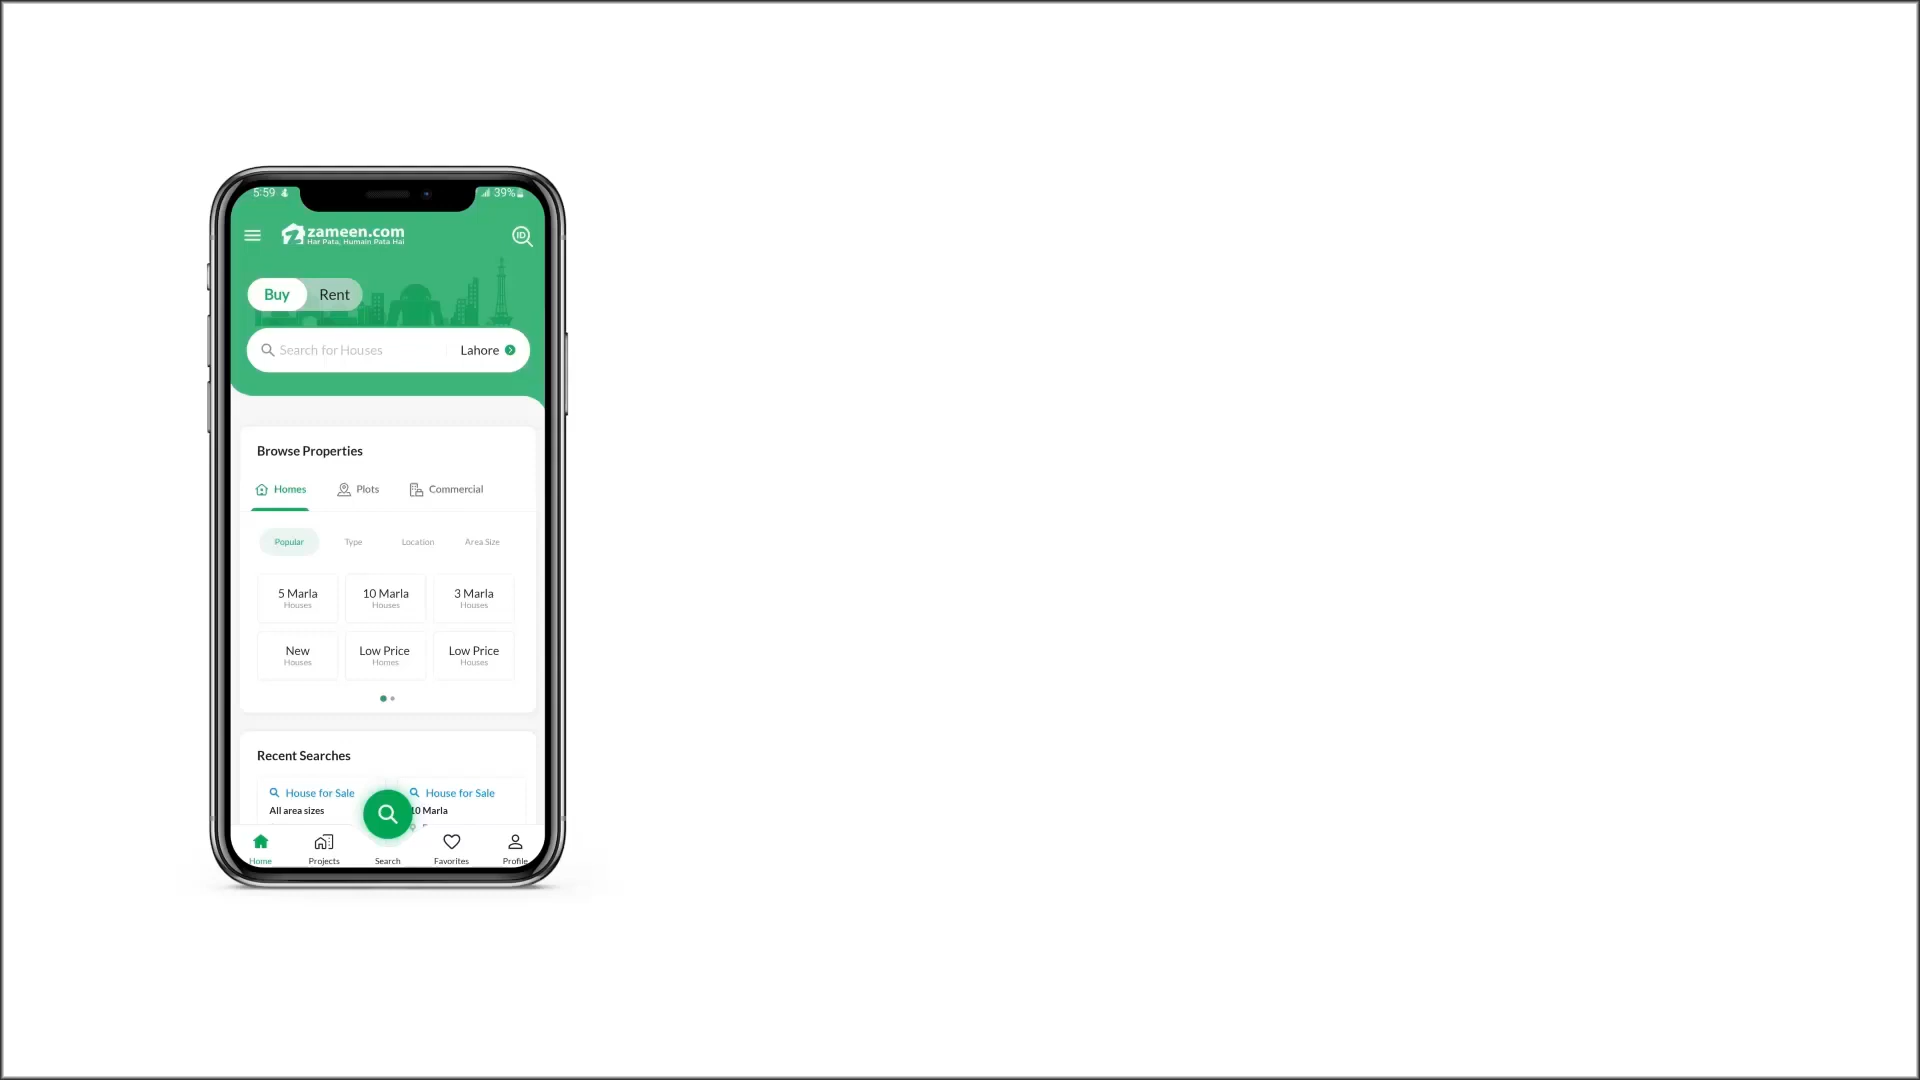 5:59 39%
zameen.com
Har Pata, Humain Pata Hai
ID
Buy Rent
Search for Houses Lahore
Browse Properties
Homes Plots Commercial
Popular Type Location Area Size
5 Marla 10 Marla 3 Marla
Houses Houses Houses
New Low Price Low Price
Houses Homes Houses
Recent Searches
House for Sale House for Sale
All area sizes 10 Marla
Home Projects Search Favorites Profile